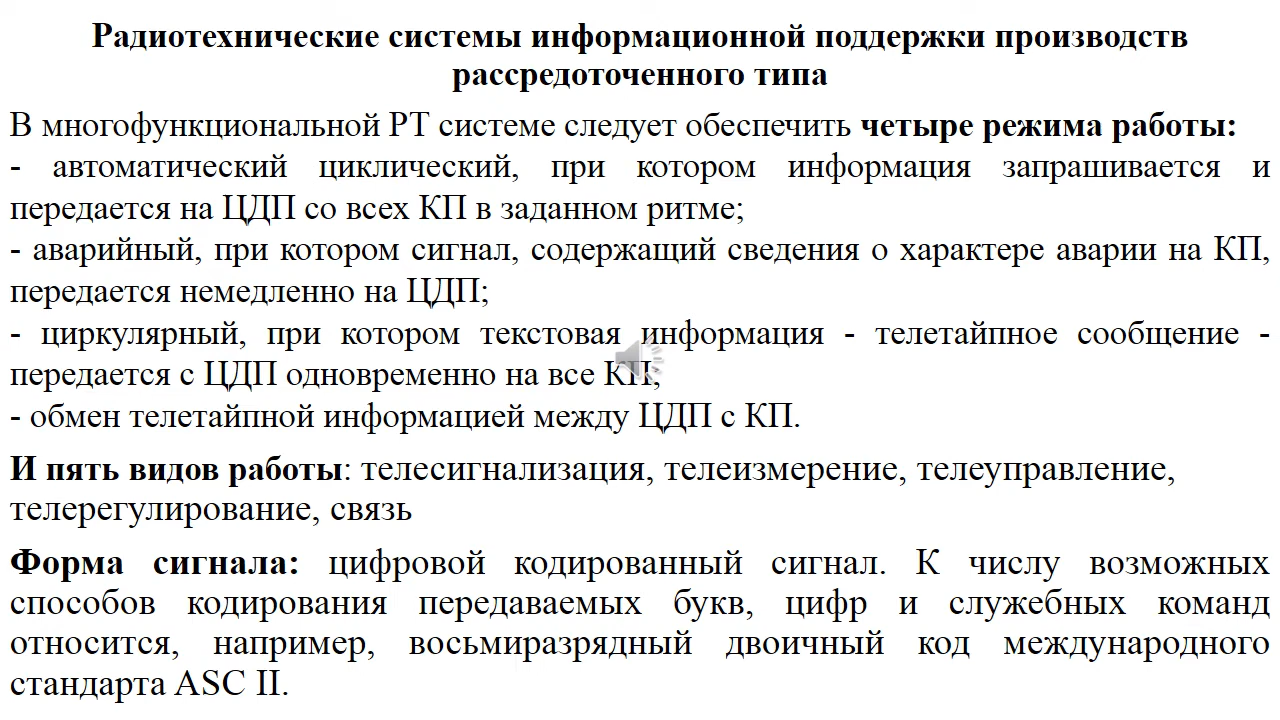 Радиотехнические системы информационной поддержки производств
рассредоточенного типа
В многофункциональной РТ системе следует обеспечить четыре режима работы:
- автоматический циклический, при котором информация запрашивается и
передается на ЦДП со всех КП в заданном ритме;
- аварийный, при котором сигнал, содержащий сведения о характере аварии на КП,
передается немедленно на ЦДП;
- циркулярный, при котором текстовая информация - телетайпное сообщение -
передается с ЦДП одновременно на все КП;
- обмен телетайпной информацией между ЦДП с КП.
И пять видов работы: телесигнализация, телеизмерение, телеуправление,
телерегулирование, связь
Форма сигнала: цифровой кодированный сигнал. К числу возможных
способов кодирования передаваемых букв, цифр и служебных команд
относится, например, восьмиразрядный двоичный код международного
стандарта ASC II.